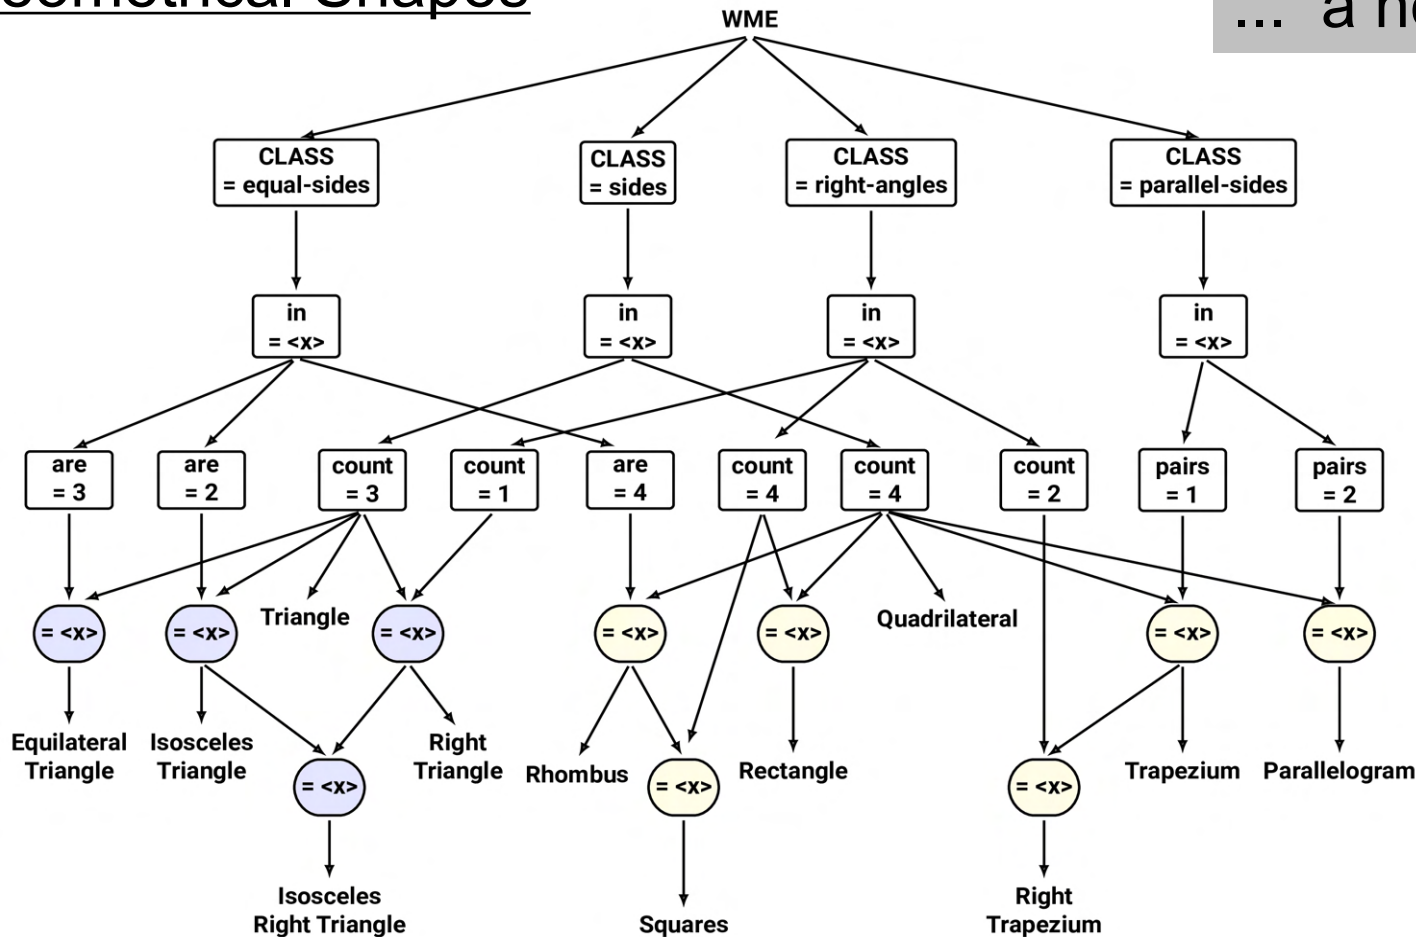 WME
... a
CLASS
= equal-sides
CLASS
= sides
CLASS
= right-angles
CLASS
= parallel-sides
in
= <x>
in
= <x>
in
= <x>
in
= <x>
are
= 3
are
= 2
count
= 3
count
= 1
are
= 4
count
= 4
count
= 4
count
= 2
pairs
= 1
pairs
= 2
= <x>
= <x>
Triangle
= <x>
= <x>
= <x>
Quadrilateral
= <x>
= <x>
Equilateral
Triangle
Isosceles
Triangle
= <x>
Right
Triangle
Rhombus
= <x>
Rectangle
= <x>
Trapezium
Parallelogram
Isosceles
Right Triangle
Squares
Right
Trapezium